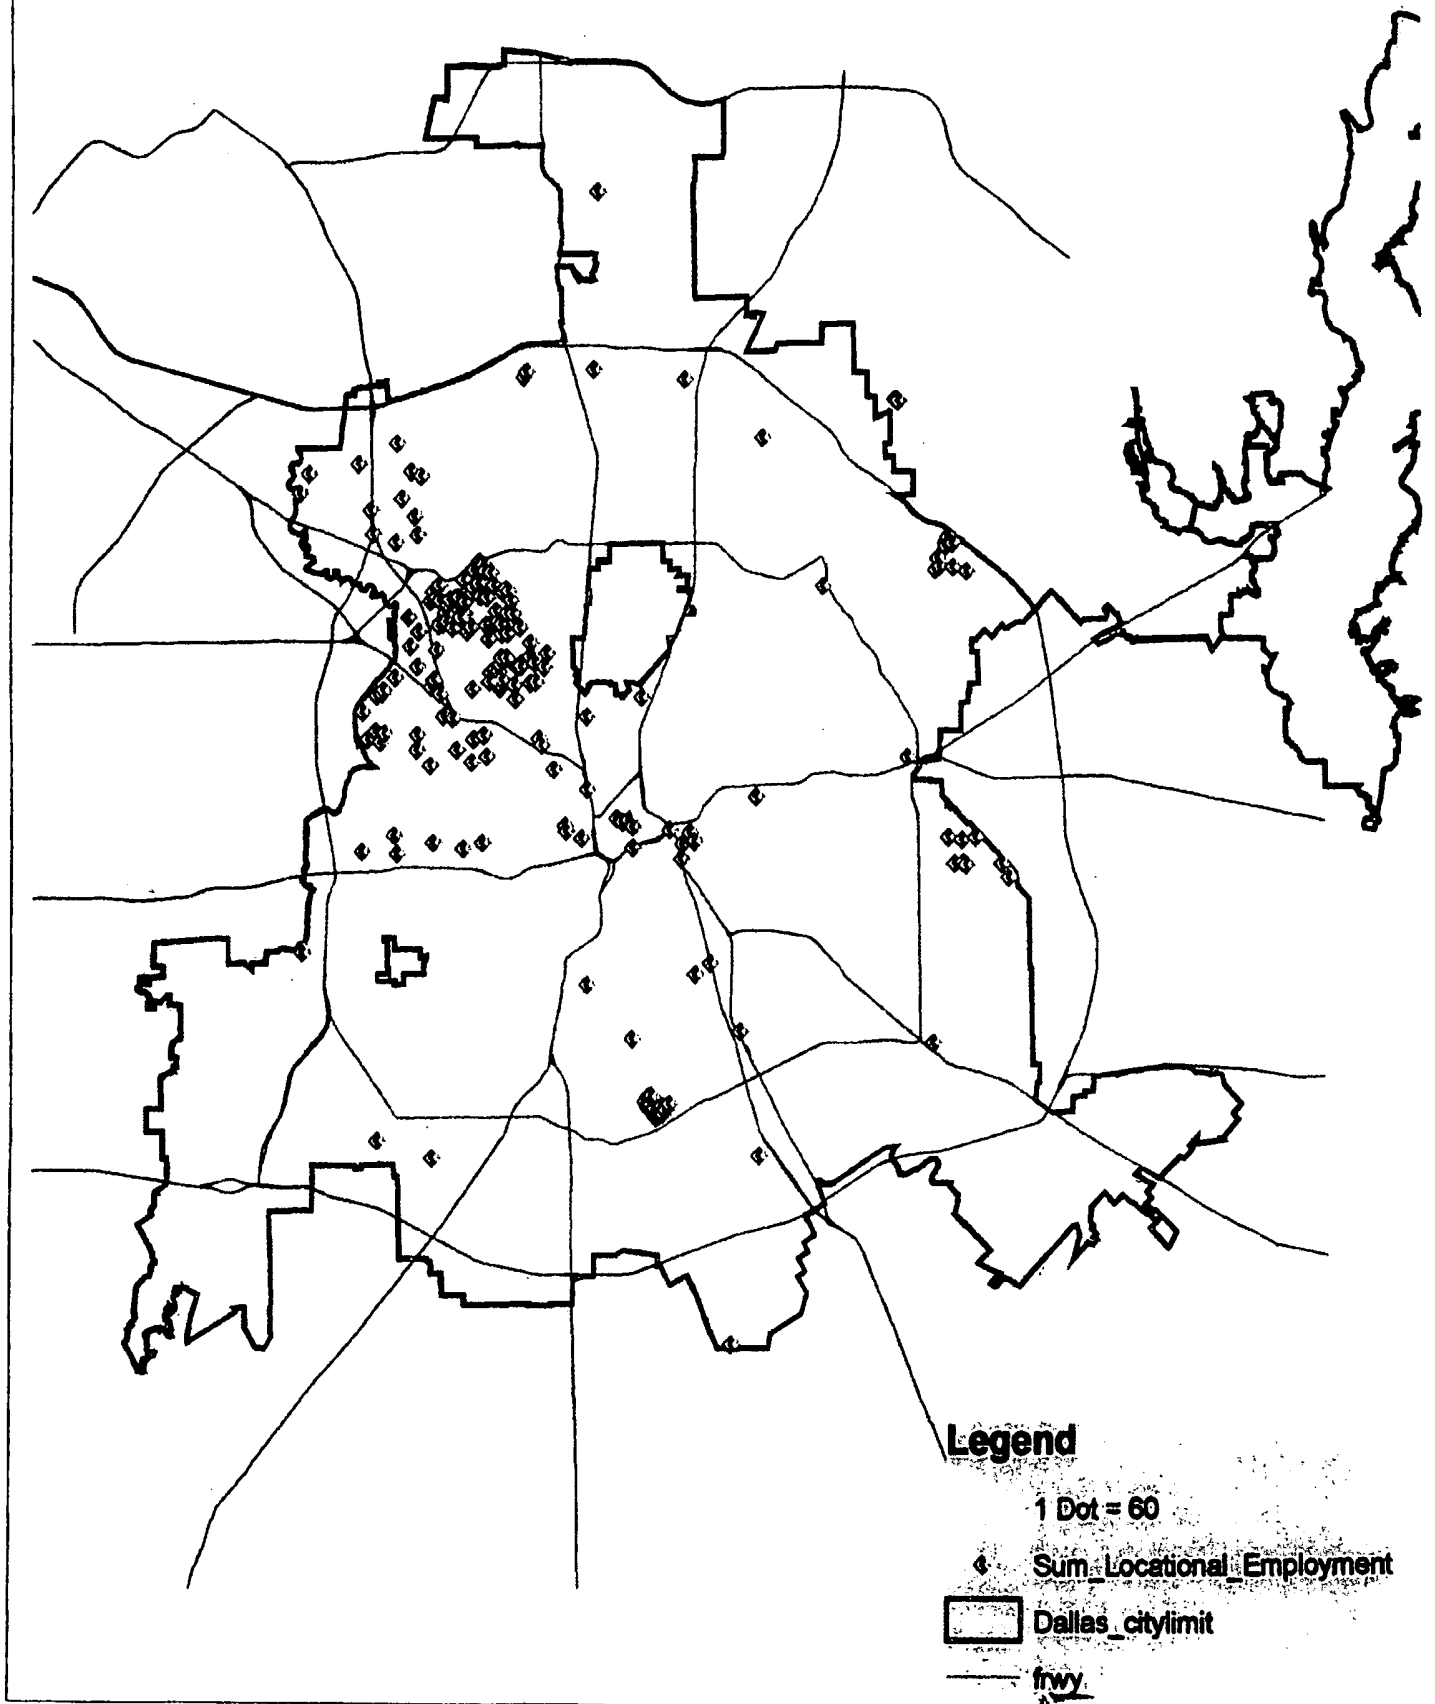 Legend
1 Dot = 60
Sum_Locational_Employment
Dallas_citylimit
frwy